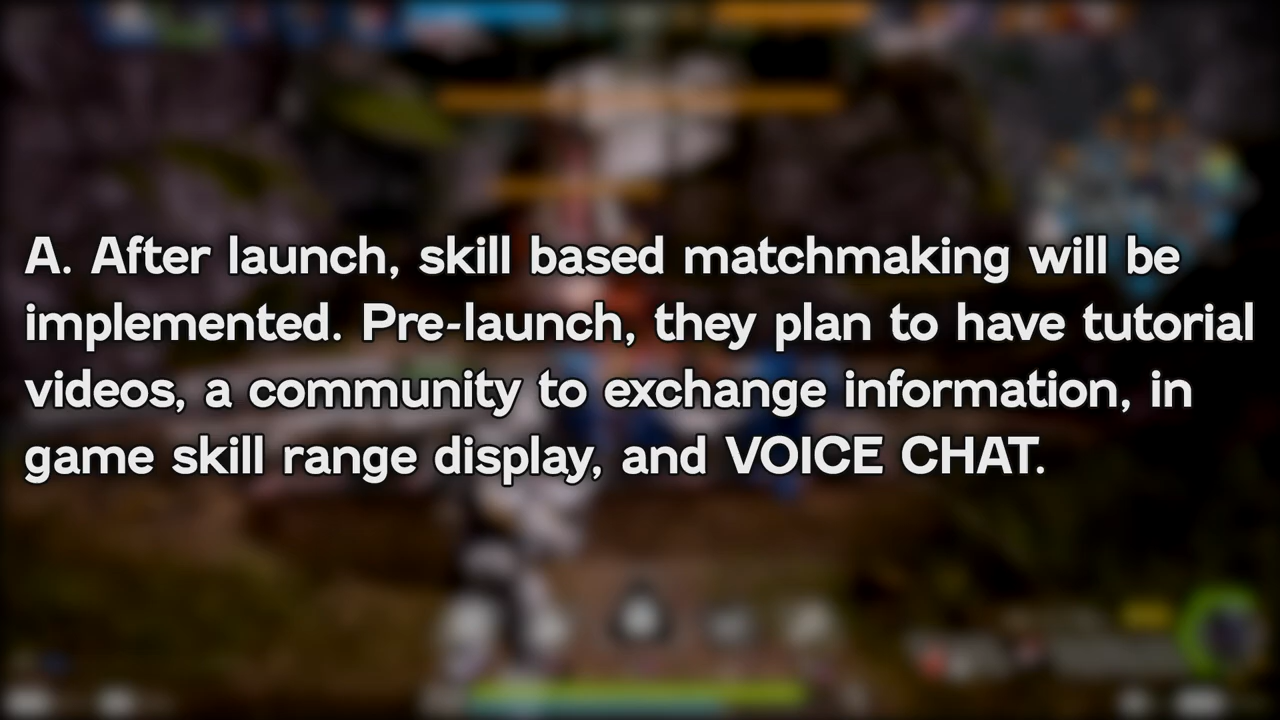 A. After launch, skill based matchmaking will be
implemented. Pre-launch, they plan to have tutorial
videos, a community to exchange information, in
game skill range display, and VOICE CHAT.